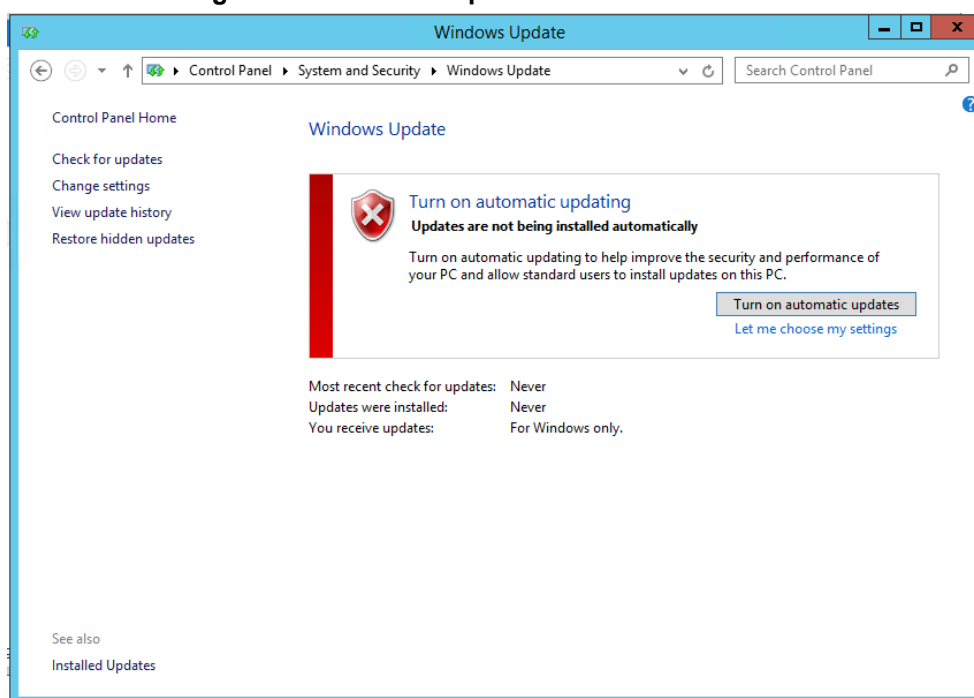 Windows Update
Control Panel System and Security Windows Update
Search Control Panel
Control Panel Home
Check for updates
Change settings
View update history
Restore hidden updates
Windows Update
Turn on automatic updating
Updates are not being installed automatically
Turn on automatic updating to help improve the security and performance of
your PC and allow standard users to install updates on this PC.
Turn on automatic updates
Let me choose my settings
Most recent check for updates: Never
Updates were installed: Never
You receive updates: For Windows only.
See also
Installed Updates